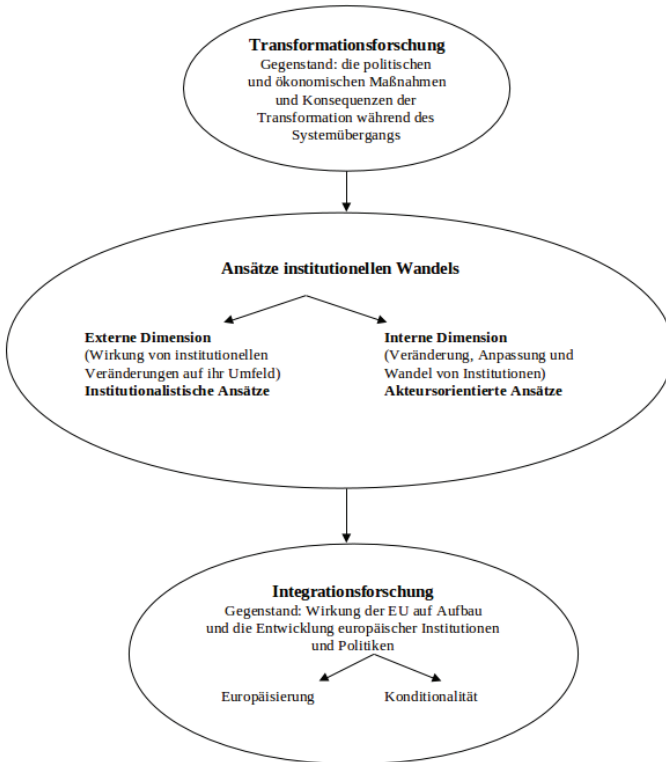 Transformationsforschung
Gegenstand: die politischen
und ökonomischen Maßnahmen
und Konsequenzen der
Transformation während des
Systemübergangs
Ansätze institutionellen Wandels
Externe Dimension
(Wirkung von institutionellen
Veränderungen auf ihr Umfeld)
Institutionalistische Ansätze
Interne Dimension
(Veränderung, Anpassung und
Wandel von Institutionen)
Akteursorientierte Ansätze
Integrationsforschung
Gegenstand: Wirkung der EU auf Aufbau
und die Entwicklung europäischer Institutionen
und Politiken
Europäisierung
Konditionalität